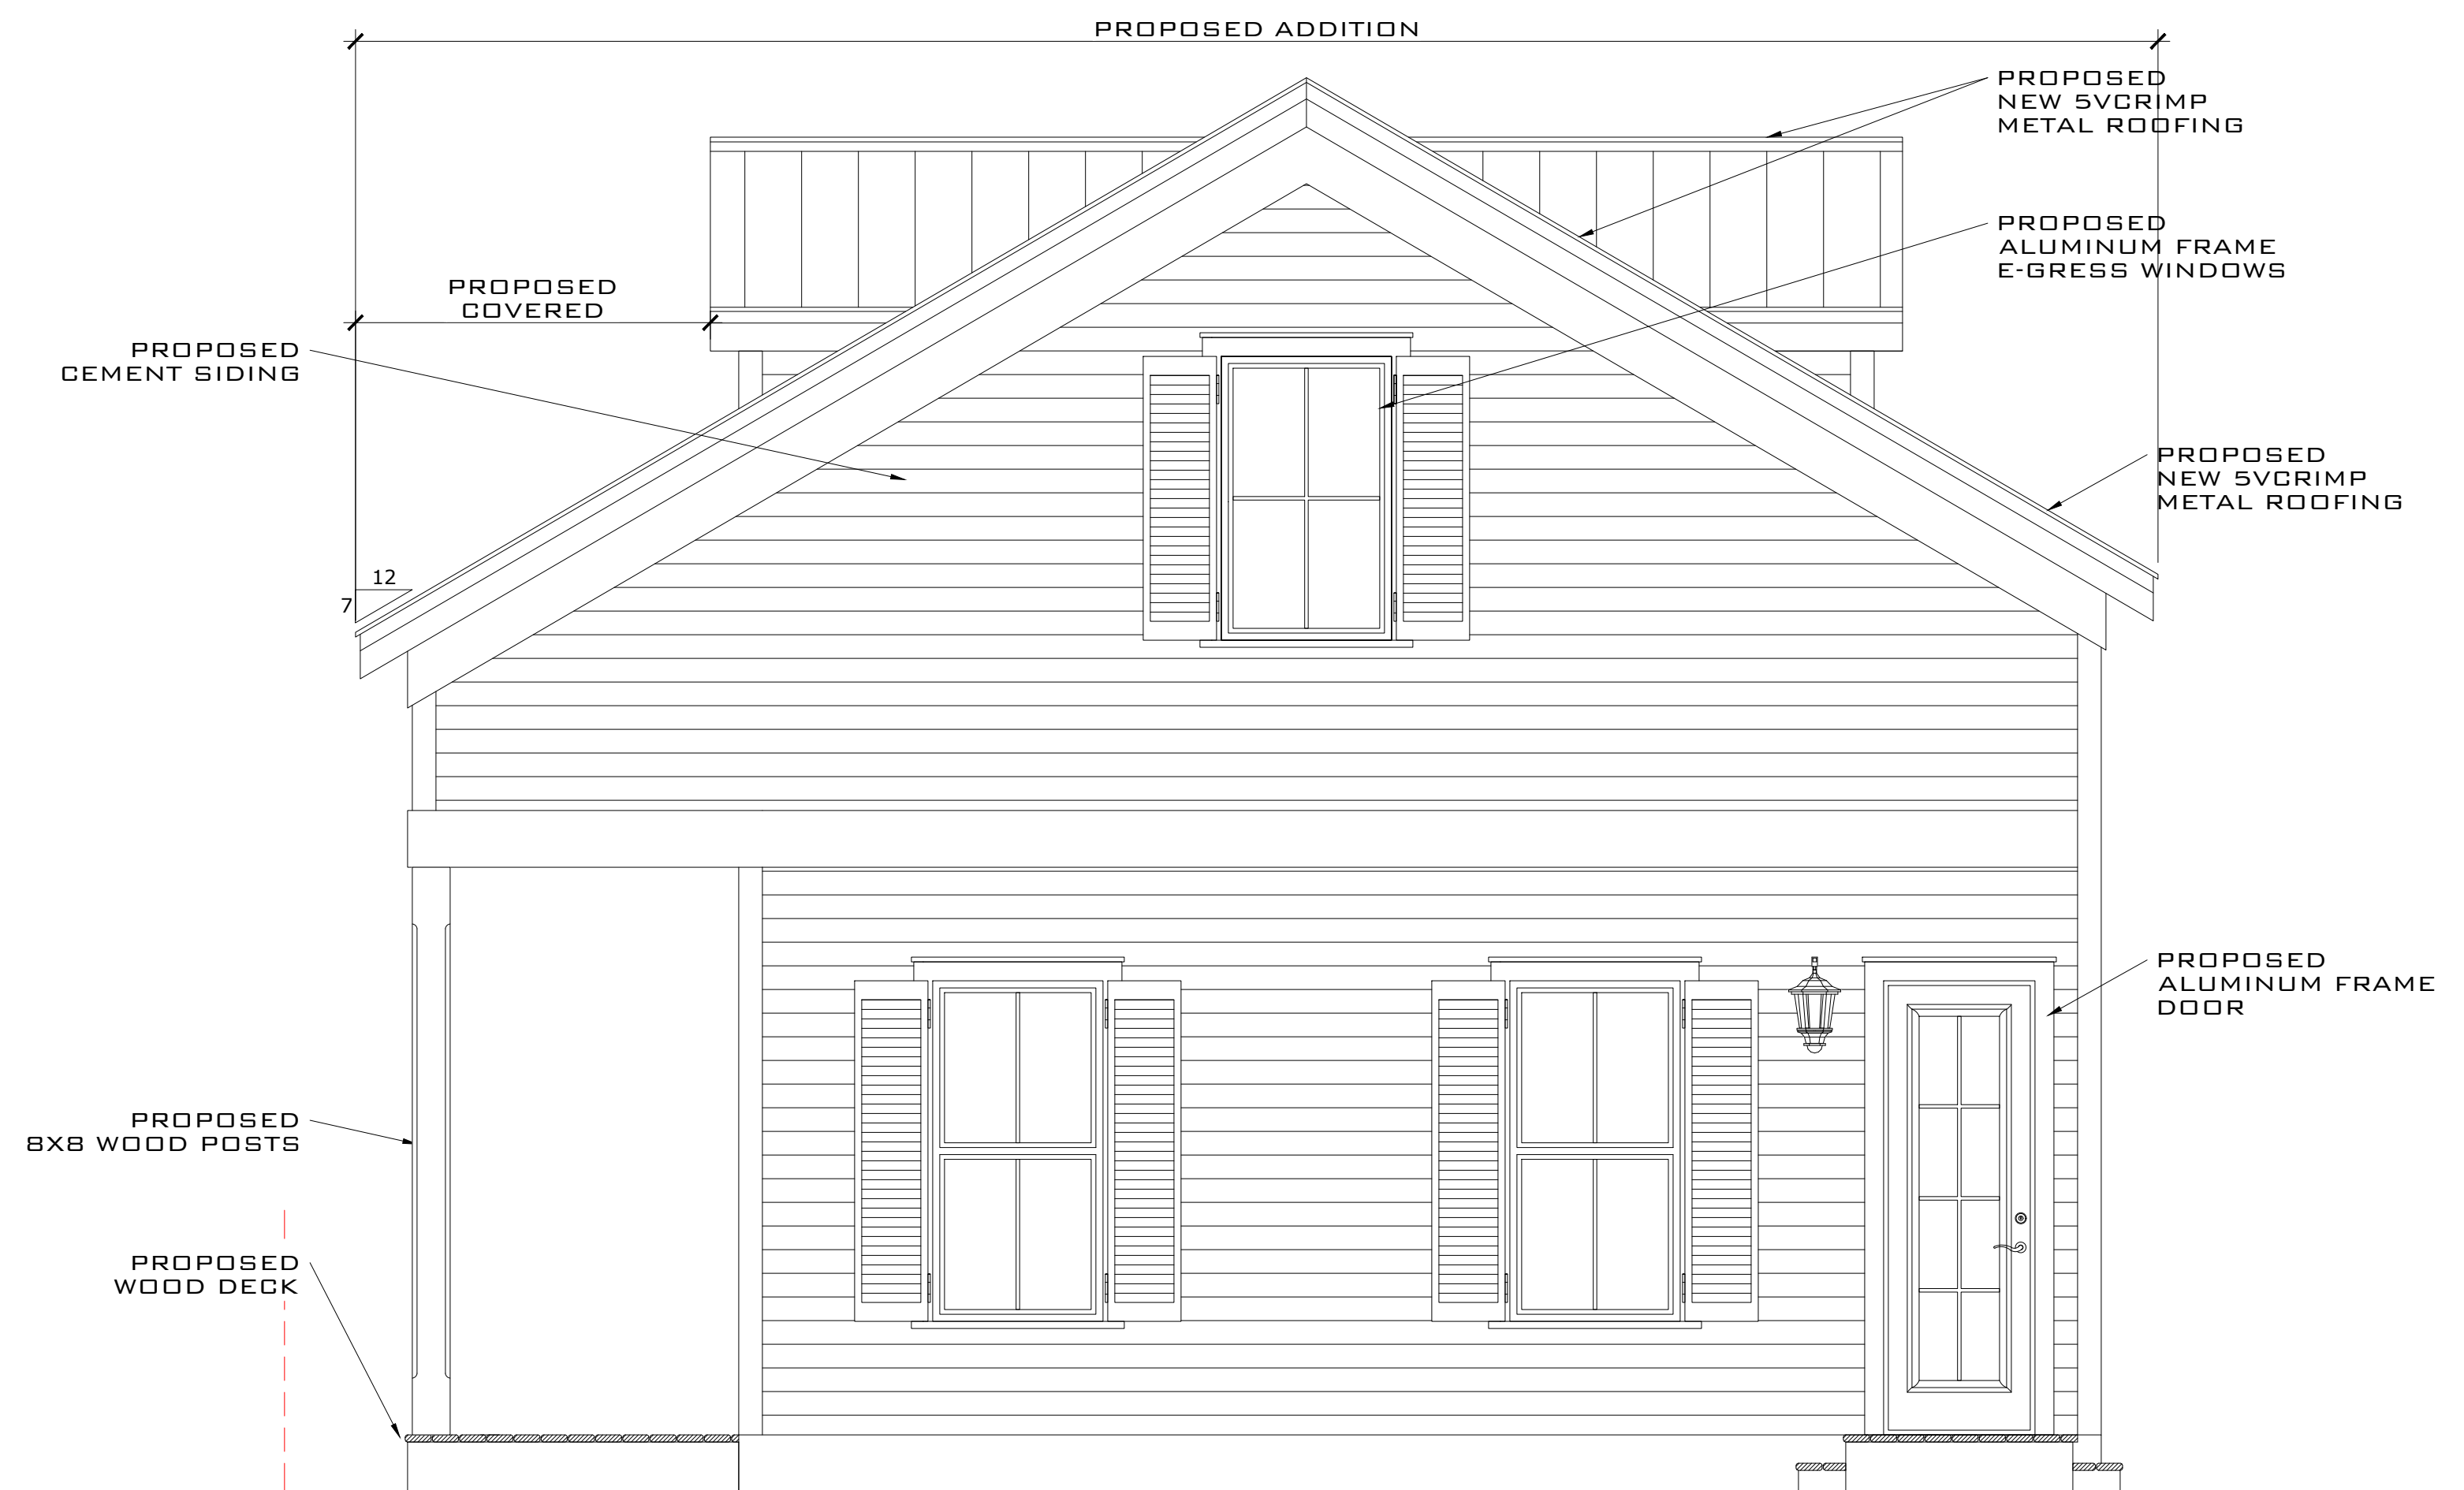 PROPOSED ADDITION
PROPOSED
NEW 5VCRIMP
METAL ROOFING
PROPOSED
ALUMINUM FRAME
E-GRESS WINDOWS
PROPOSED
COVERED
PROPOSED
CEMENT SIDING
PROPOSED
NEW 5VCRIMP
METAL ROOFING
12
7
PROPOSED
ALUMINUM FRAME
DOOR
PROPOSED
8X8 WOOD POSTS
PROPOSED
WOOD DECK